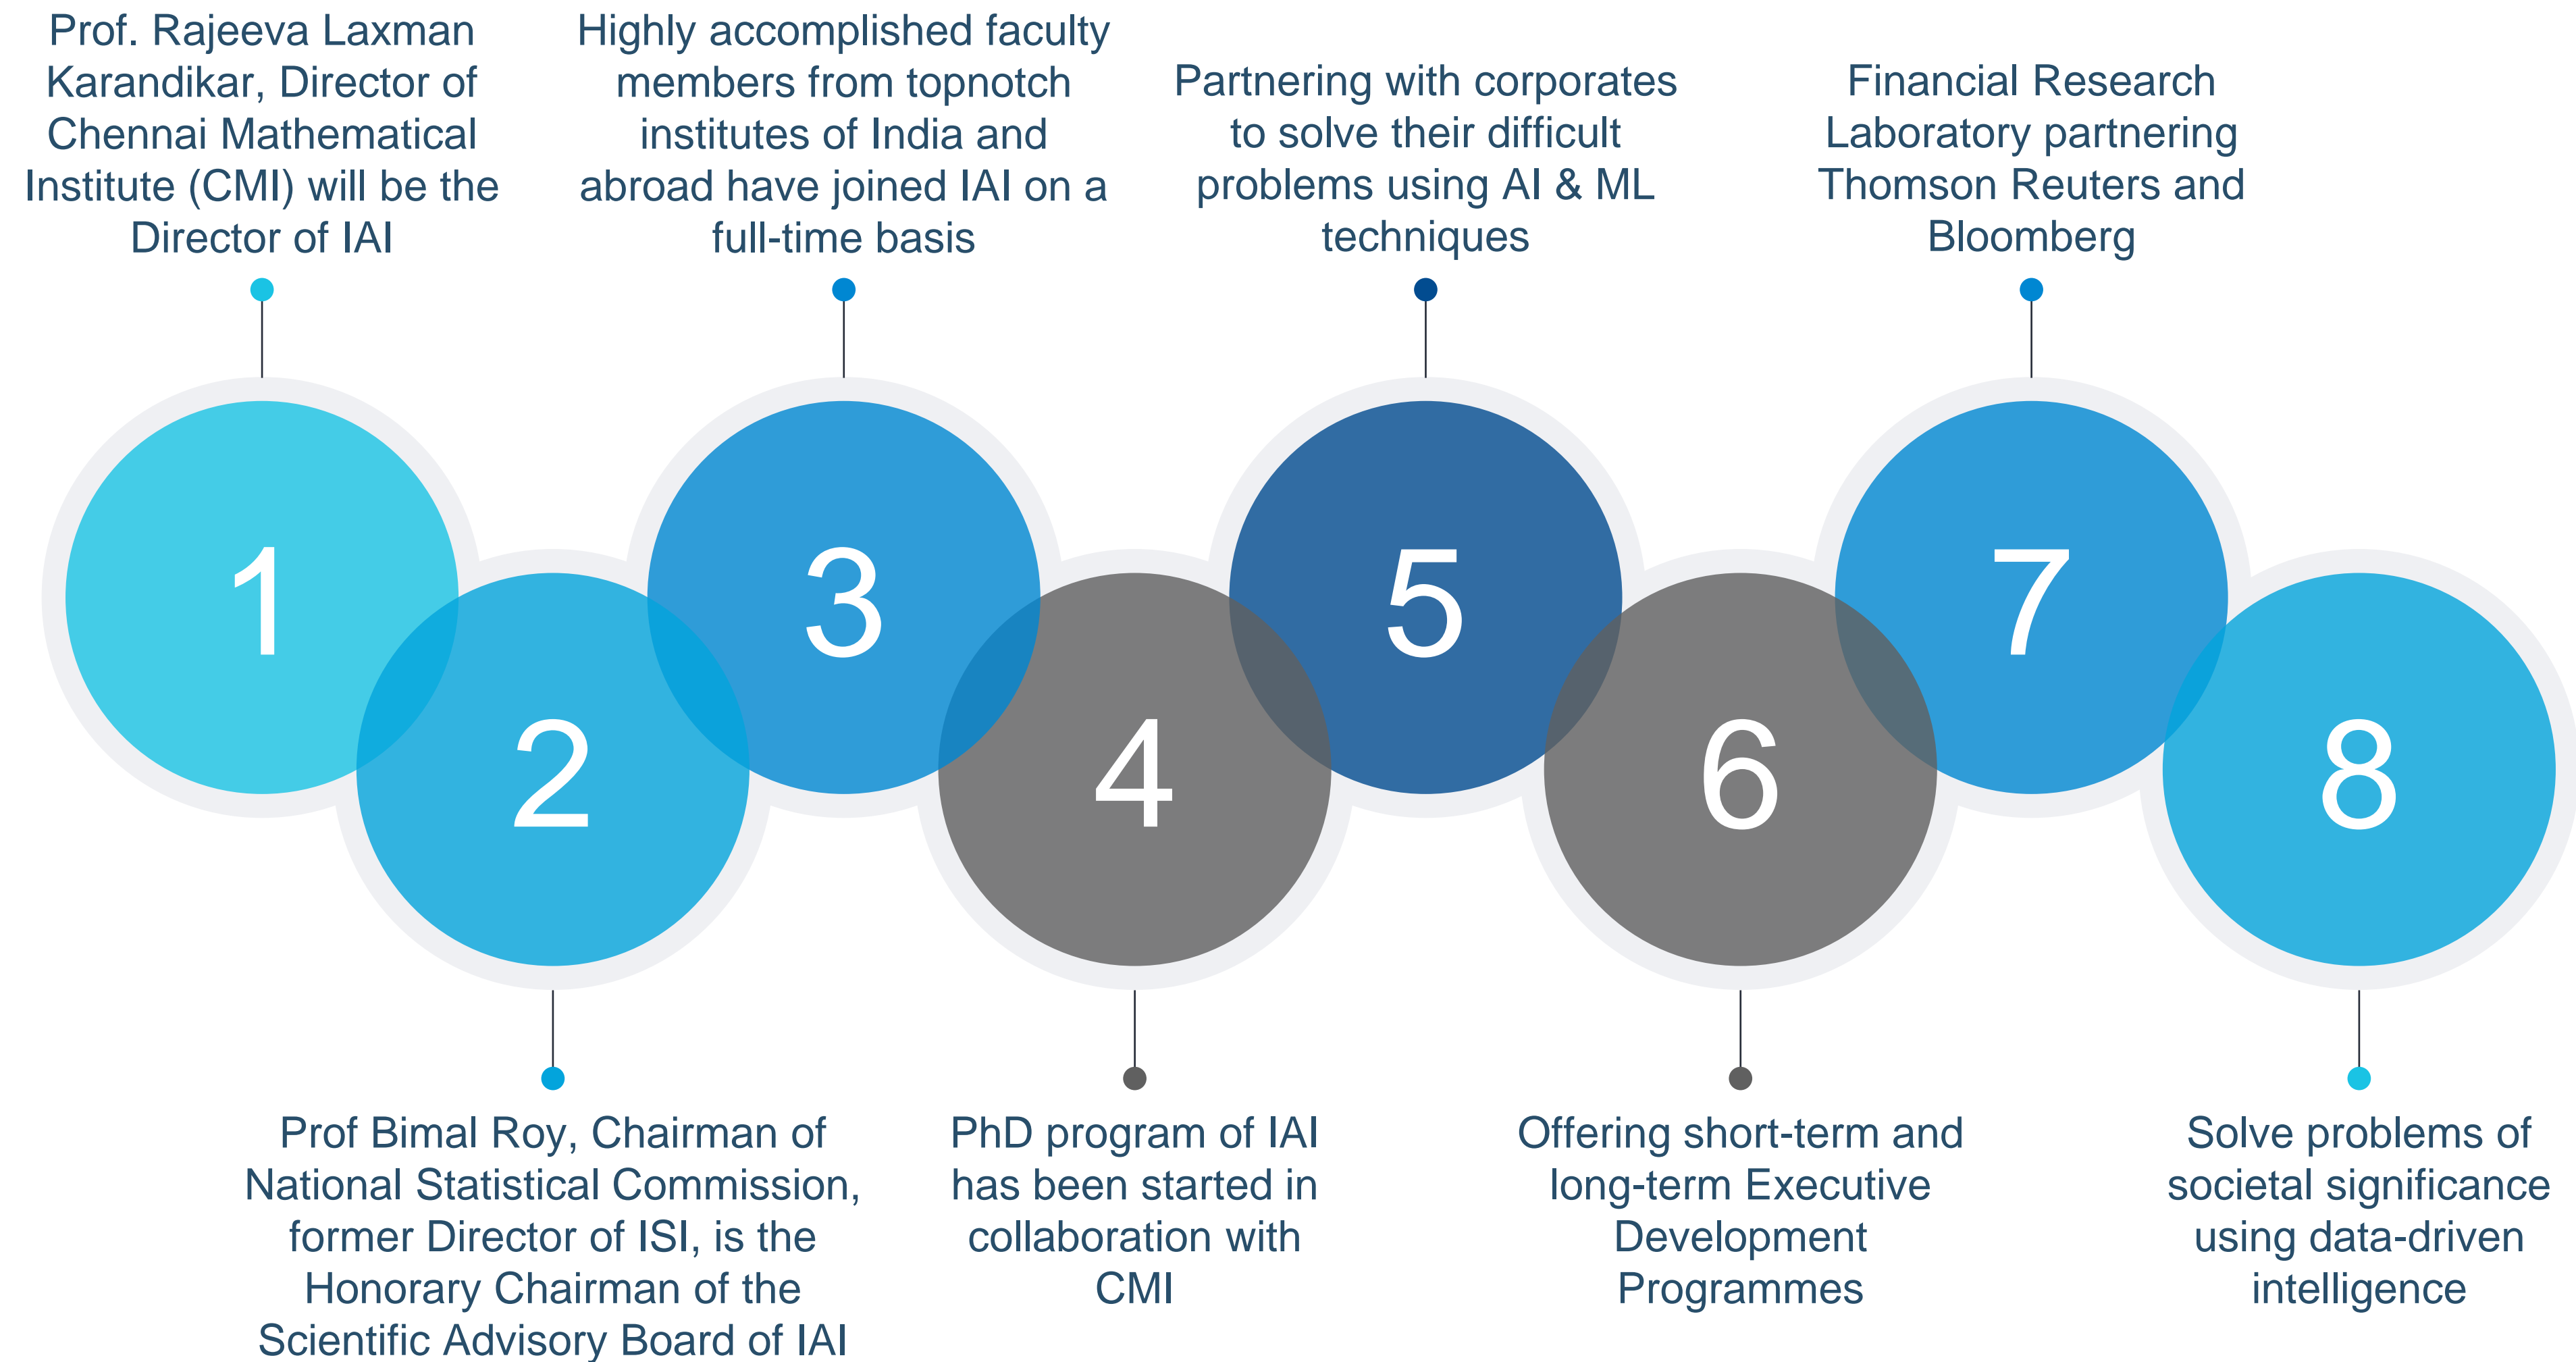 Prof. Rajeeva Laxman
Karandikar, Director of
Chennai Mathematical
Institute (CMI) will be the
Director of IAI
1
Prof Bimal Roy, Chairman of
National Statistical Commission,
former Director of ISI, is the
Honorary Chairman of the
Scientific Advisory Board of IAI
2
Highly accomplished faculty
members from topnotch
institutes of India and
abroad have joined IAI on a
full-time basis
3
PhD program of IAI
has been started in
collaboration with
CMI
4
Partnering with corporates
to solve their difficult
problems using AI & ML
techniques
5
Offering short-term and
long-term Executive
Development
Programmes
6
Financial Research
Laboratory partnering
Thomson Reuters and
Bloomberg
7
Solve problems of
societal significance
using data-driven
intelligence
8